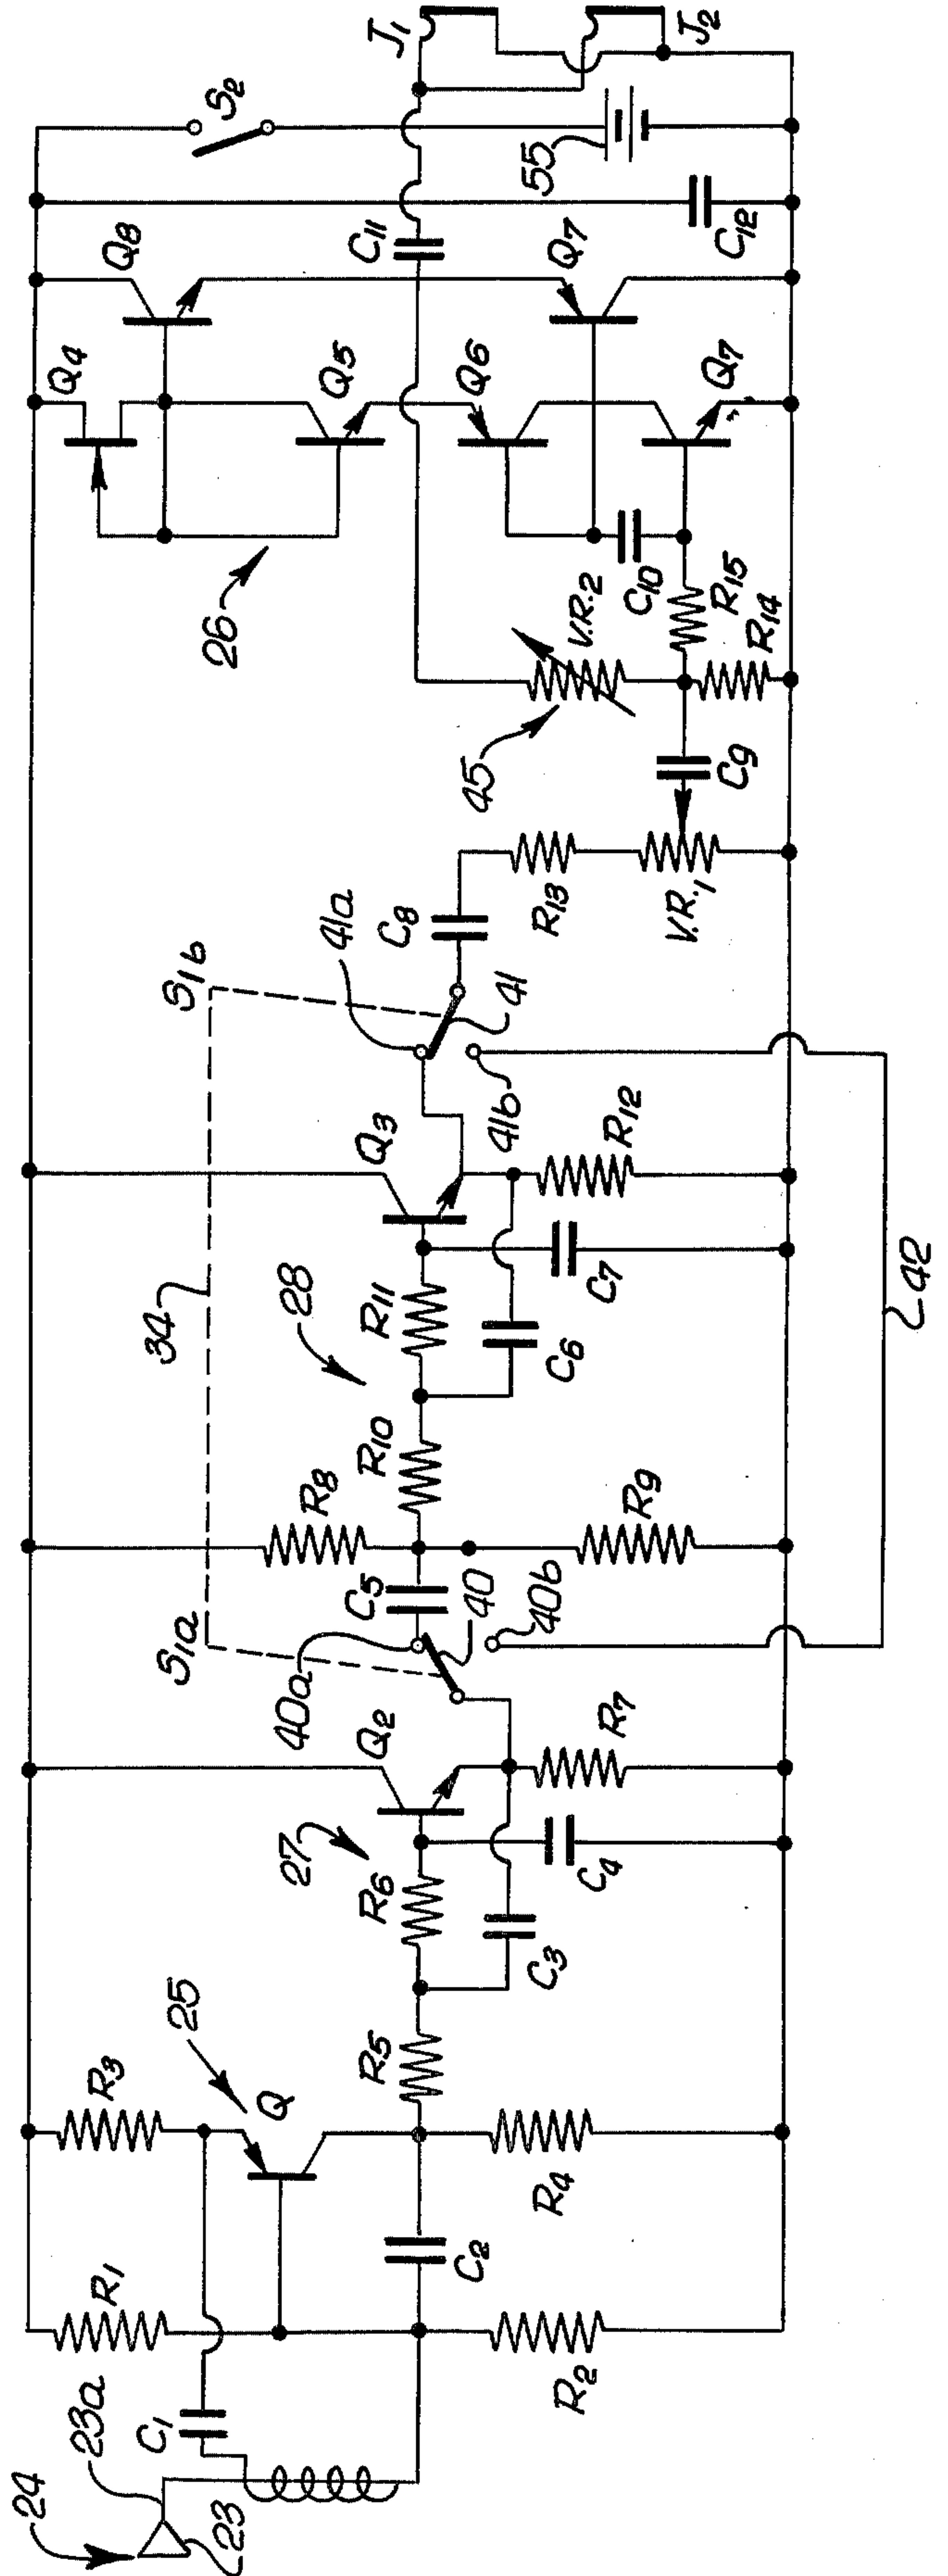 24
23a
23
C1
R1
R2
C2
R3
25
Q
R4
R5
27
R6
C3
Q2
C4
R7
S1a
40a
40
40b
C5
R8
R9
R10
28
R11
C6
C7
34
Q3
R12
S1b
41a
41
41b
42
C8
R13
V.R.1
C9
45
V.R.2
R14
R15
C10
26
Q4
Q5
Q6
Q7
Q8
Q7
C11
C12
S2
55
J1
J2